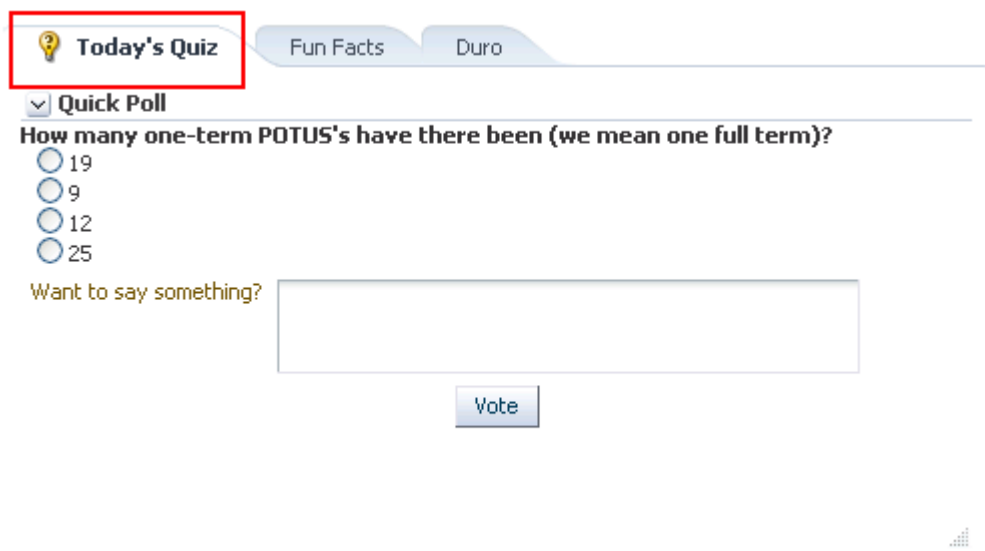 Today's Quiz Fun Facts Duro
Quick Poll
How many one-term POTUS's have there been (we mean one full term)?
19
9
12
25
Want to say something?
Vote